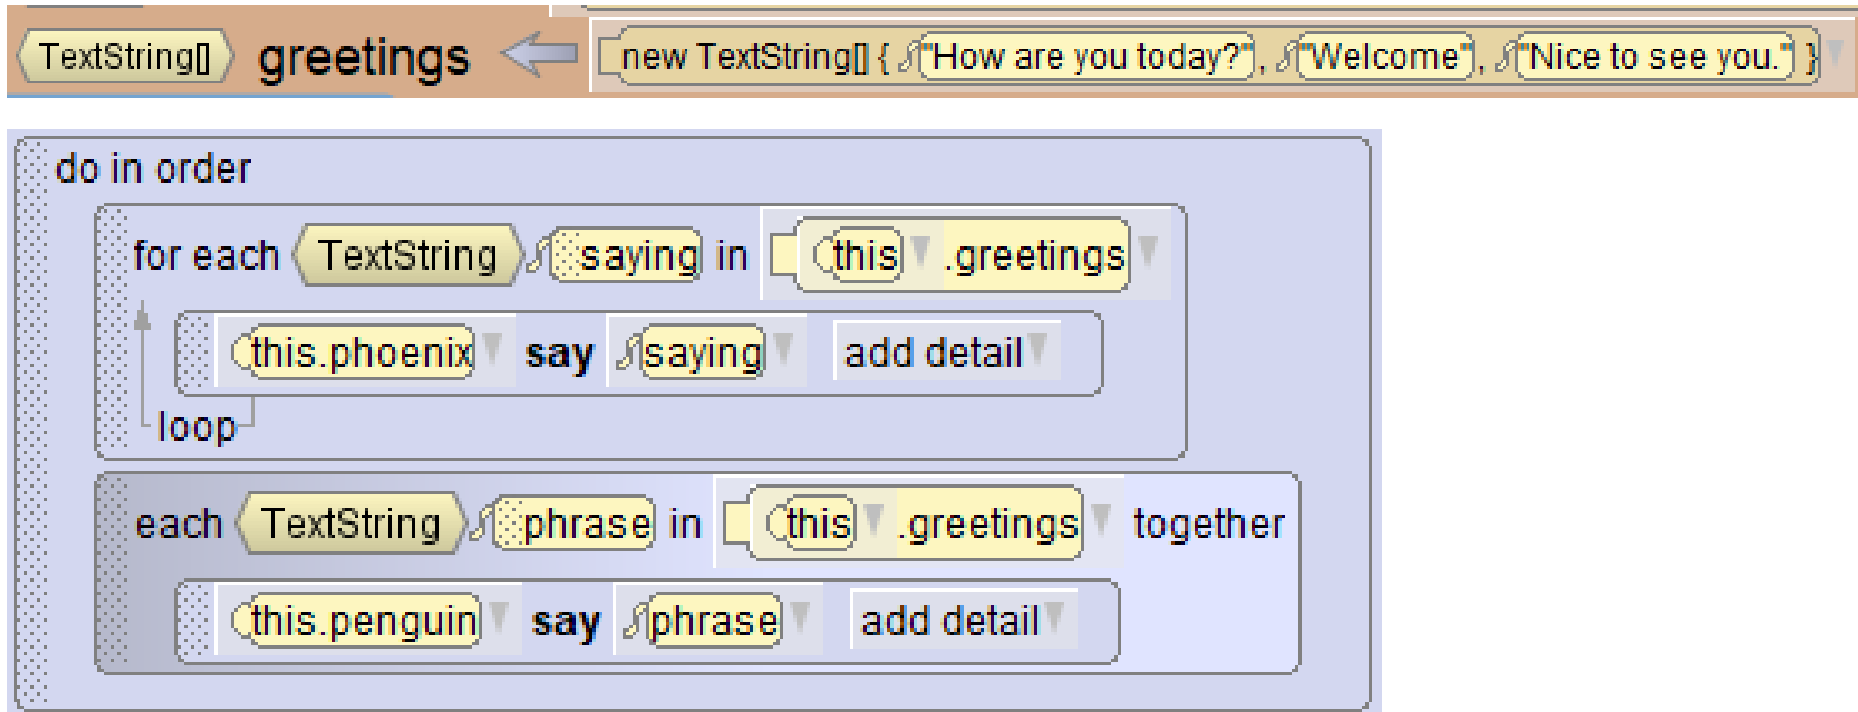 TextString[] greetings new TextString[] { "How are you today?", "Welcome", "Nice to see you." }
do in order
for each TextString saying in this .greetings
this.phoenix say saying add detail
loop
each TextString phrase in this .greetings together
this.penguin say phrase add detail